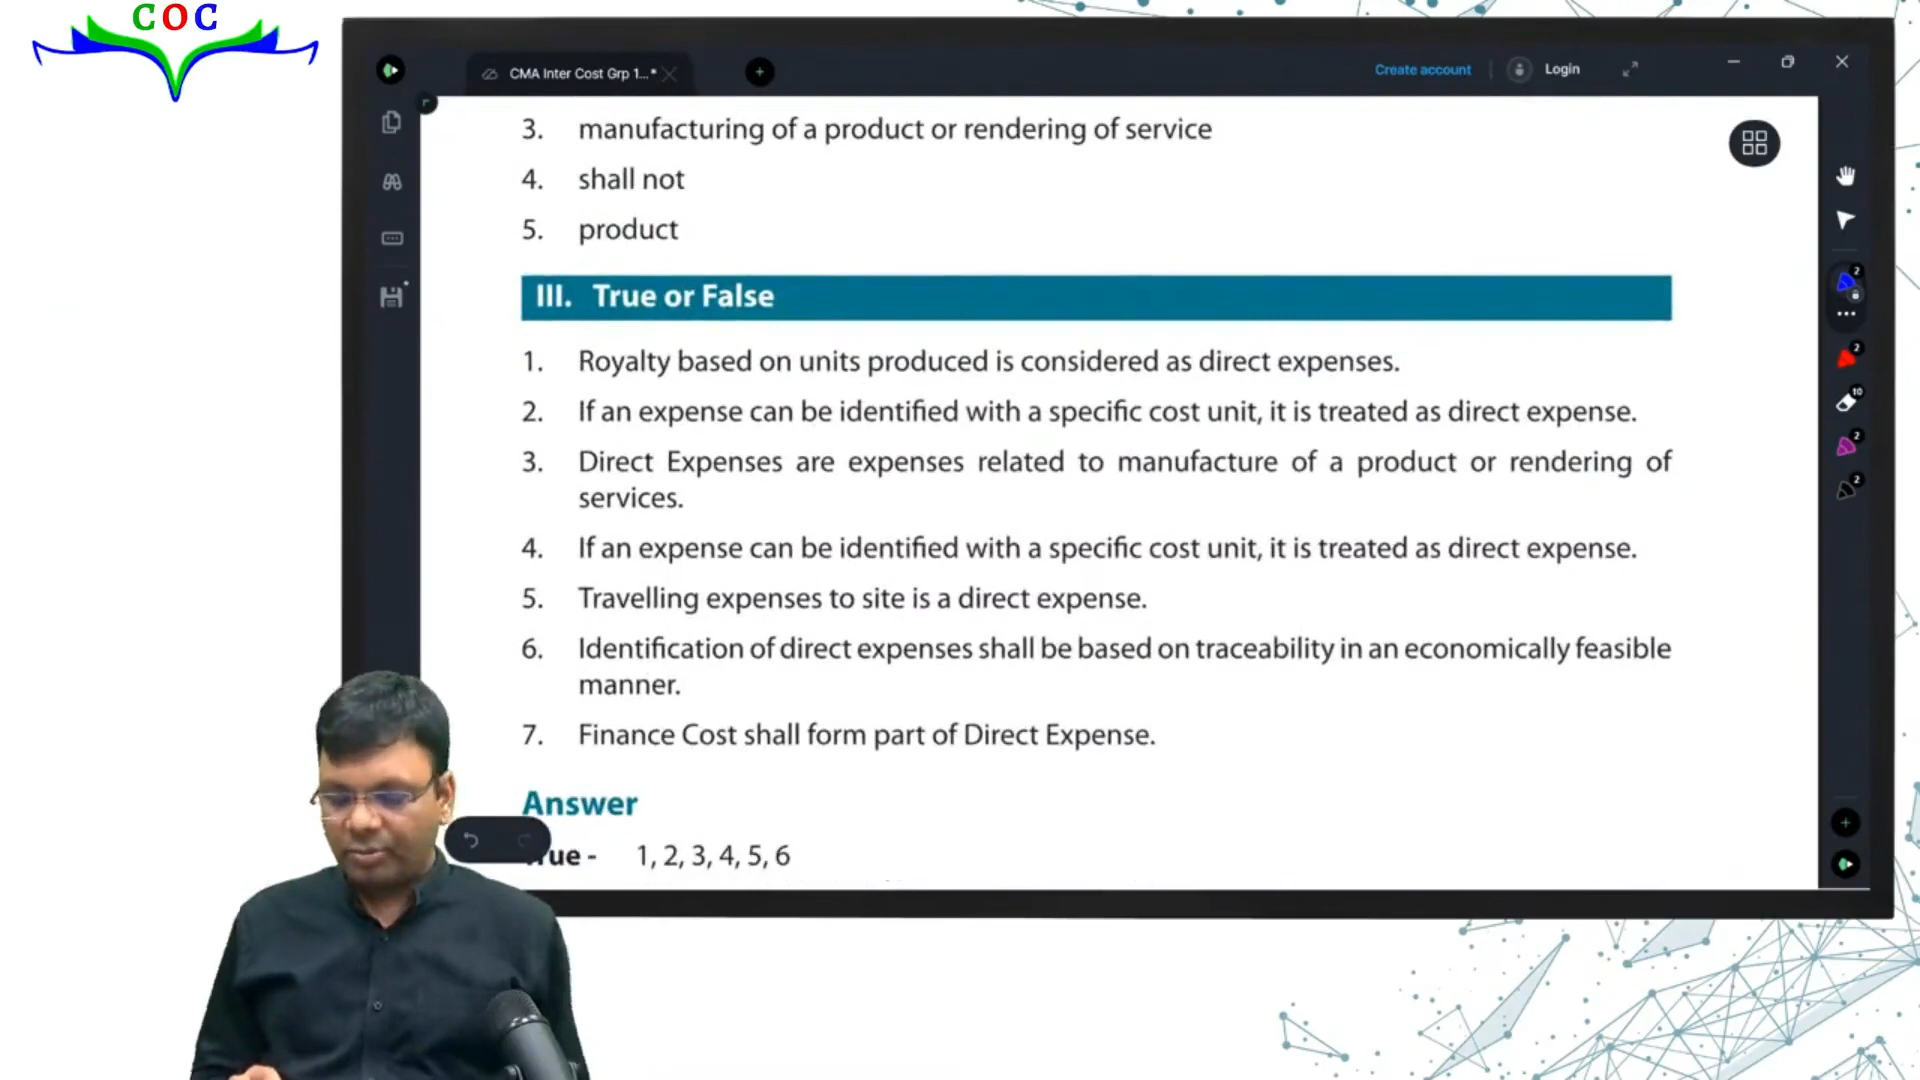 COC
CMA Inter Cost Grp 1...*
Create account
Login
3. manufacturing of a product or rendering of service
4. shall not
5. product
III. True or False
1. Royalty based on units produced is considered as direct expenses.
2. If an expense can be identified with a specific cost unit, it is treated as direct expense.
3. Direct Expenses are expenses related to manufacture of a product or rendering of
services.
4. If an expense can be identified with a specific cost unit, it is treated as direct expense.
5. Travelling expenses to site is a direct expense.
6. Identification of direct expenses shall be based on traceability in an economically feasible
manner.
7. Finance Cost shall form part of Direct Expense.
Answer
True - 1, 2, 3, 4, 5, 6
2
2
10
2
2